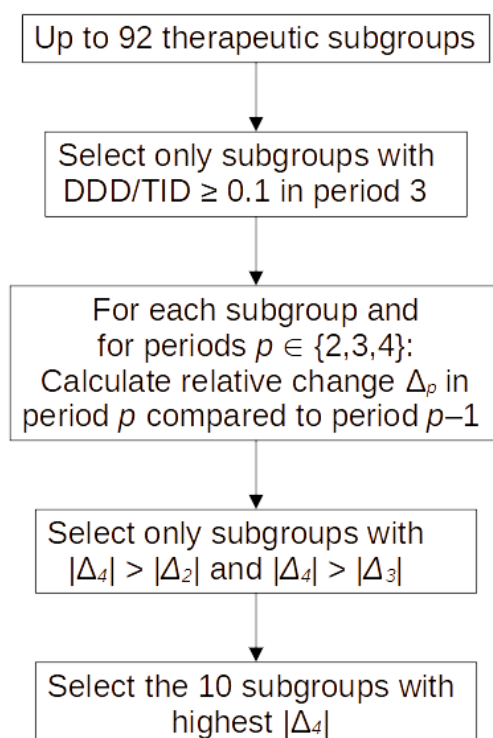 Up to 92 therapeutic subgroups
Select only subgroups with
DDD/TID ≥ 0.1 in period 3
For each subgroup and
for periods p ∈ {2,3,4}:
Calculate relative change Δp in
period p compared to period p–1
Select only subgroups with
|Δ4| > |Δ2| and |Δ4| > |Δ3|
Select the 10 subgroups with
highest |Δ4|